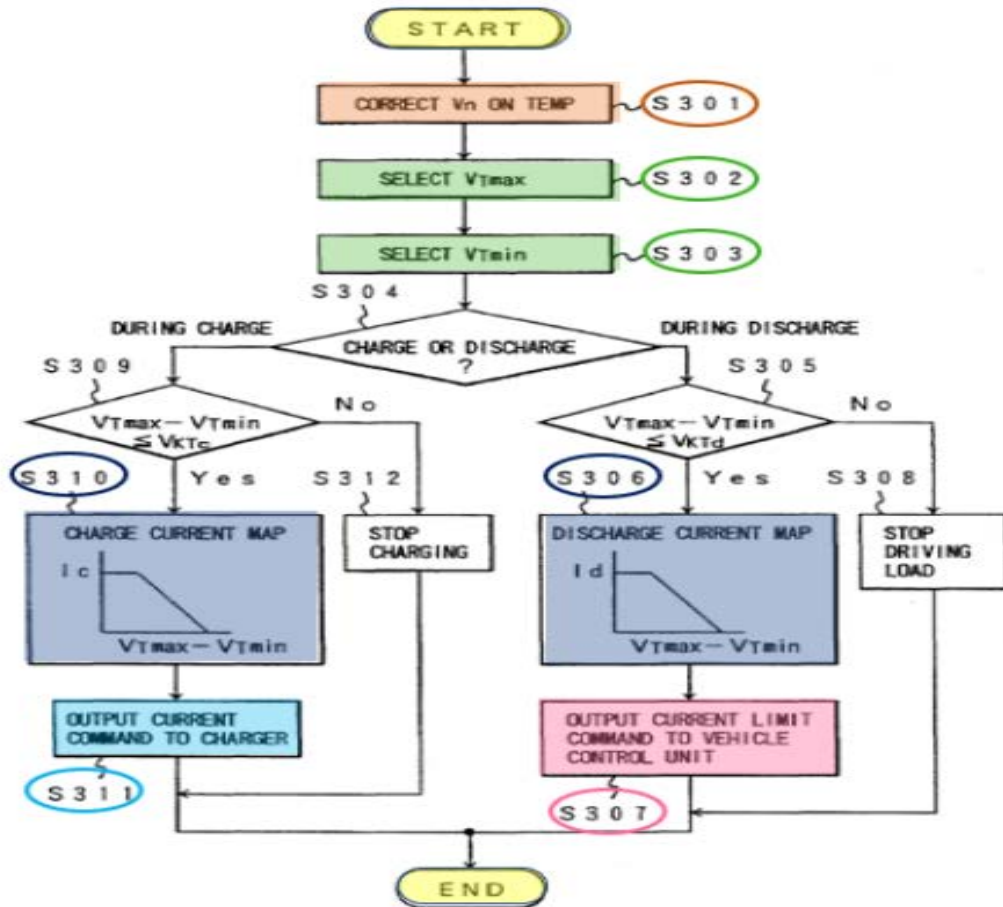 START
CORRECT Vn ON TEMP
S301
SELECT VTmax
S302
SELECT VTmin
S303
S304
DURING CHARGE
CHARGE OR DISCHARGE
?
DURING DISCHARGE
S309
VTmax-VTmin
≦VKTc
No
Yes
S305
VTmax-VTmin
≦VKTd
No
Yes
S310
CHARGE CURRENT MAP
Ic
VTmax-VTmin
S312
STOP
CHARGING
S306
DISCHARGE CURRENT MAP
Id
VTmax-VTmin
S308
STOP
DRIVING
LOAD
OUTPUT CURRENT
COMMAND TO CHARGER
S311
OUTPUT CURRENT LIMIT
COMMAND TO VEHICLE
CONTROL UNIT
S307
END